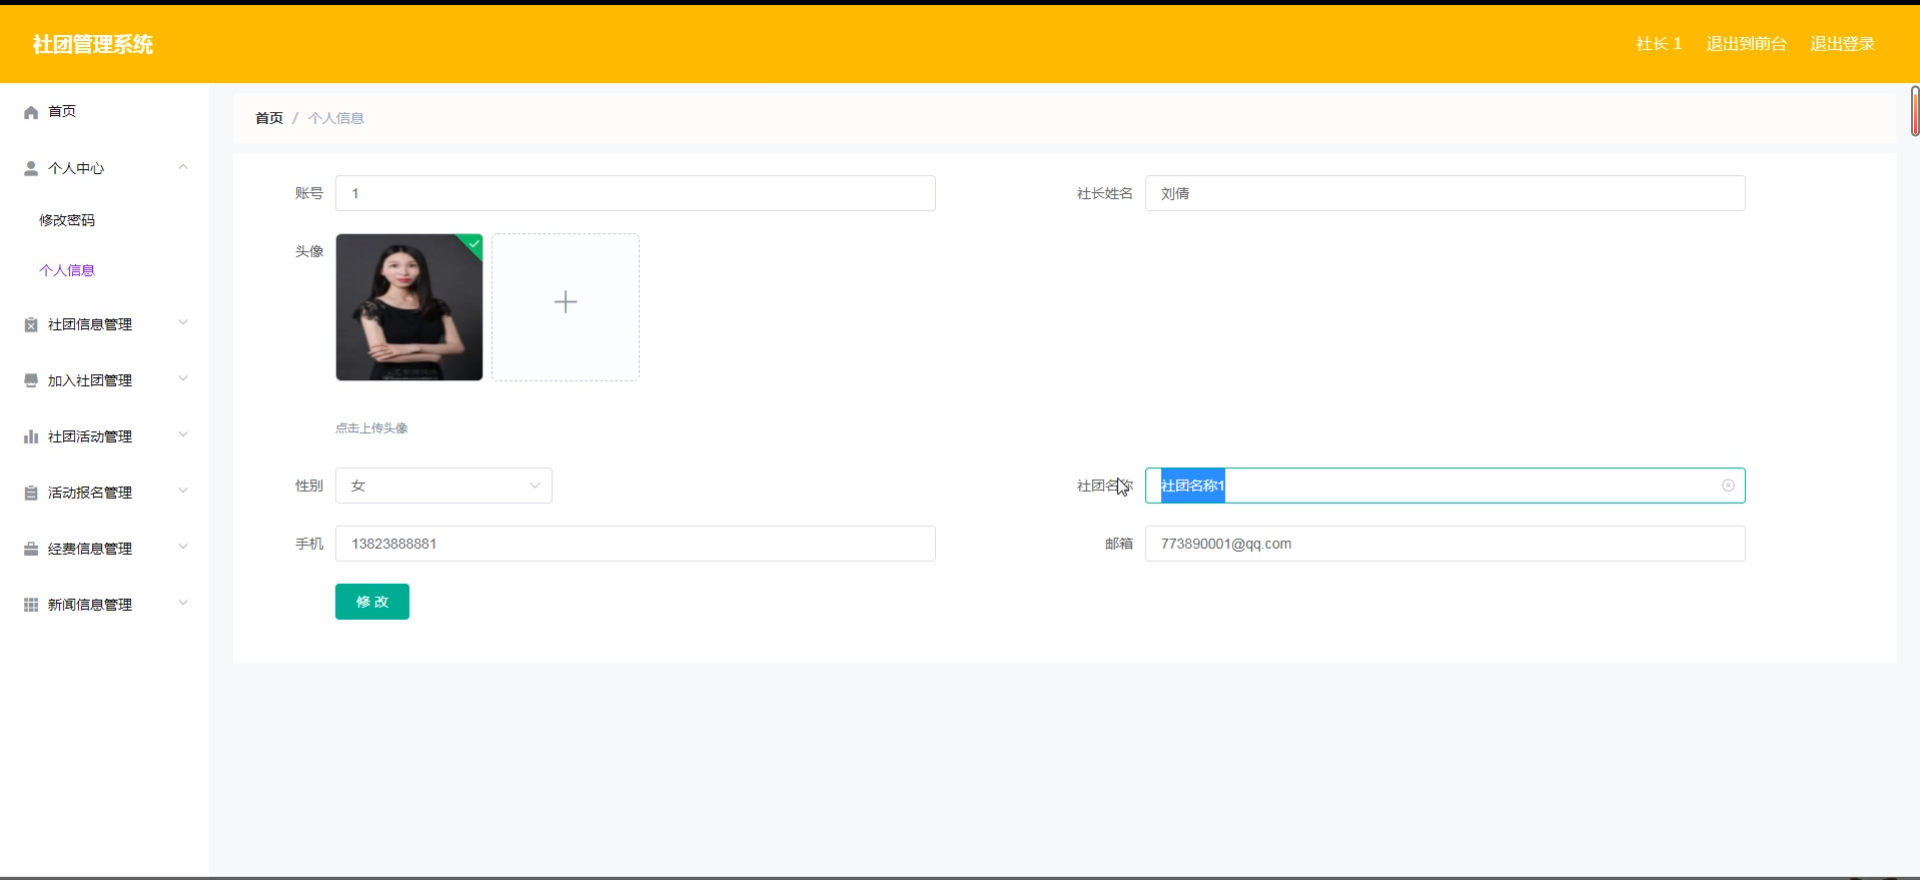 社团管理系统
社长 1
退出到前台
退出登录
首页
个人中心
修改密码
个人信息
社团信息管理
加入社团管理
社团活动管理
活动报名管理
经费信息管理
新闻信息管理
首页 / 个人信息
账号 1
社长姓名 刘倩
头像
点击上传头像
性别 女
社团名称 社团名称1
手机 13823888881
邮箱 773890001@qq.com
修改